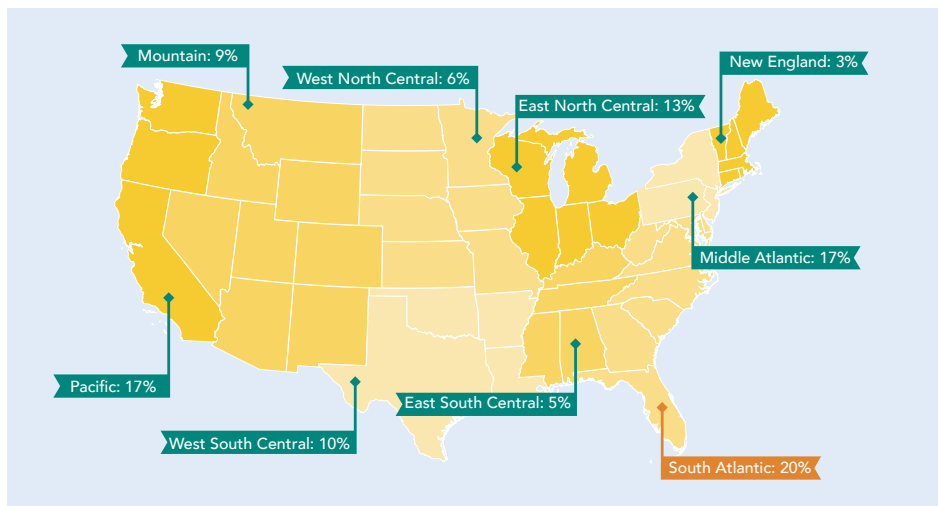 Mountain: 9%
New England: 3%
West North Central: 6%
East North Central: 13%
Middle Atlantic: 17%
Pacific: 17%
East South Central: 5%
West South Central: 10%
South Atlantic: 20%